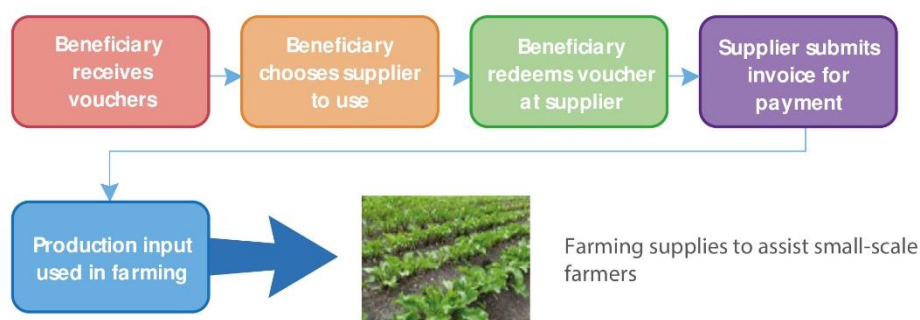 Beneficiary
receives
vouchers
Beneficiary
chooses supplier
to use
Beneficiary
redeems voucher
at supplier
Supplier submits
invoice for
payment
Production input
used in farming
Farming supplies to assist small-scale
farmers